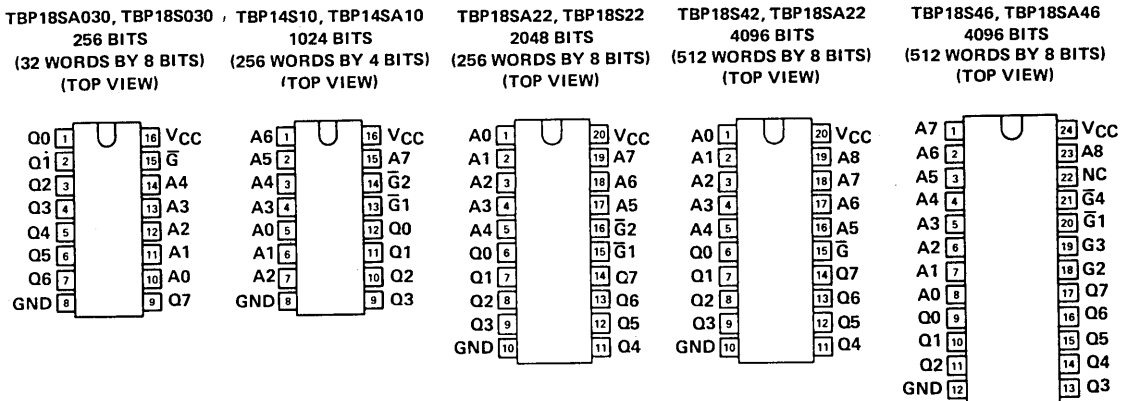 TBP18SA030, TBP18S030
256 BITS
(32 WORDS BY 8 BITS)
(TOP VIEW)
Q0 1 16 VCC
Q1 2 15 G̅
Q2 3 14 A4
Q3 4 13 A3
Q4 5 12 A2
Q5 6 11 A1
Q6 7 10 A0
GND 8 9 Q7
TBP14S10, TBP14SA10
1024 BITS
(256 WORDS BY 4 BITS)
(TOP VIEW)
A6 1 16 VCC
A5 2 15 A7
A4 3 14 G̅2
A3 4 13 G̅1
A0 5 12 Q0
A1 6 11 Q1
A2 7 10 Q2
GND 8 9 Q3
TBP18SA22, TBP18S22
2048 BITS
(256 WORDS BY 8 BITS)
(TOP VIEW)
A0 1 20 VCC
A1 2 19 A7
A2 3 18 A6
A3 4 17 A5
A4 5 16 G̅2
Q0 6 15 G̅1
Q1 7 14 Q7
Q2 8 13 Q6
Q3 9 12 Q5
GND 10 11 Q4
TBP18S42, TBP18SA22
4096 BITS
(512 WORDS BY 8 BITS)
(TOP VIEW)
A0 1 20 VCC
A1 2 19 A8
A2 3 18 A7
A3 4 17 A6
A4 5 16 A5
Q0 6 15 G̅
Q1 7 14 Q7
Q2 8 13 Q6
Q3 9 12 Q5
GND 10 11 Q4
TBP18S46, TBP18SA46
4096 BITS
(512 WORDS BY 8 BITS)
(TOP VIEW)
A7 1 24 VCC
A6 2 23 A8
A5 3 22 NC
A4 4 21 G̅4
A3 5 20 G̅1
A2 6 19 G3
A1 7 18 G2
A0 8 17 Q7
Q0 9 16 Q6
Q1 10 15 Q5
Q2 11 14 Q4
GND 12 13 Q3